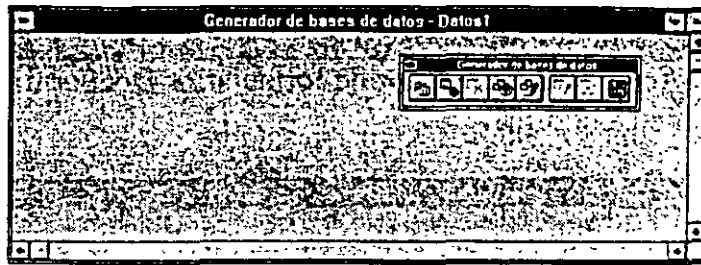 Generador de bases de datos - Datos1
Generador de bases de datos